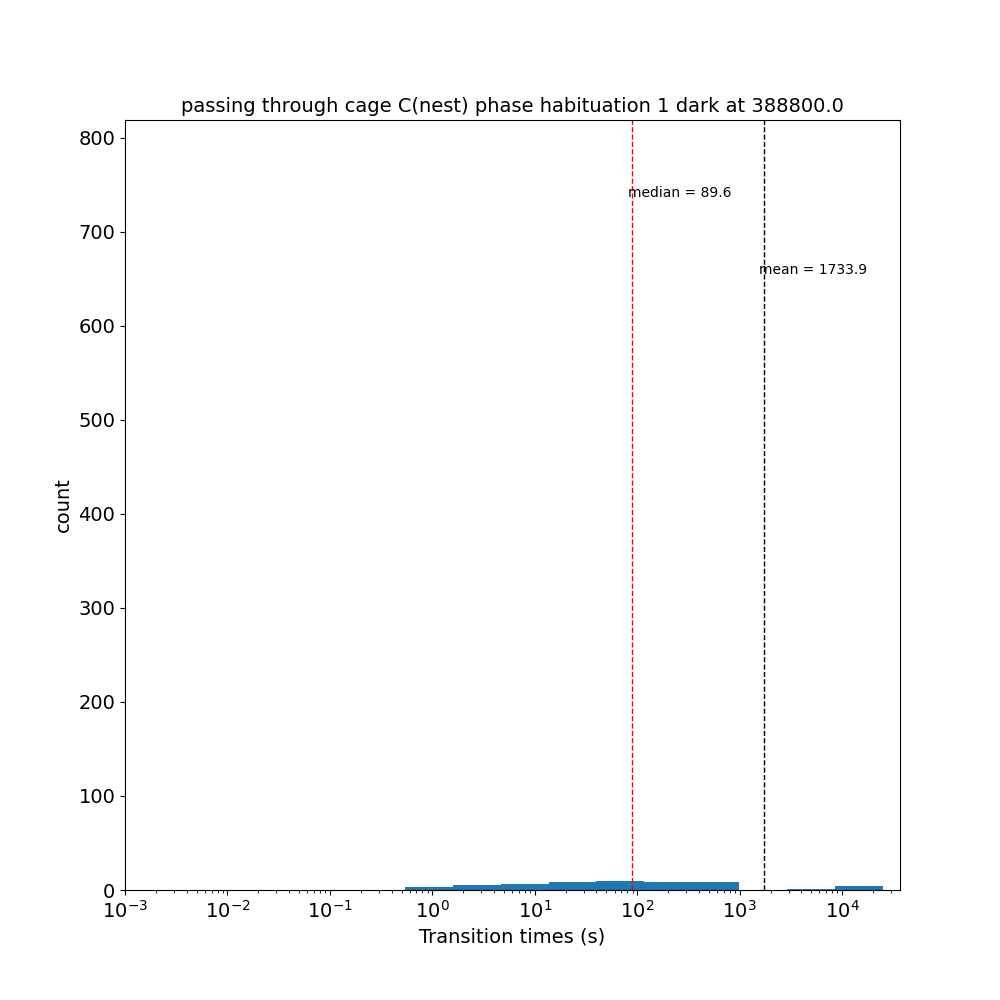 passing through cage C(nest) phase habituation 1 dark at 388800.0
800
median = 89.6
700
mean = 1733.9
600
500
count
400
300
200
100
0
10⁻³ 10⁻² 10⁻¹ 10⁰ 10¹ 10² 10³ 10⁴
Transition times (s)